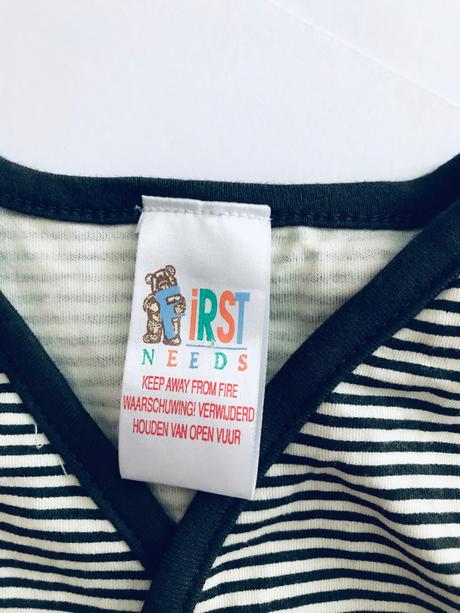 FiRST
NEEDS
KEEP AWAY FROM FIRE
WAARSCHUWING! VERWIJDERD
HOUDEN VAN OPEN VUUR